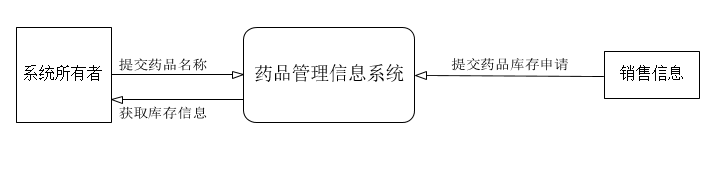 系统所有者
提交药品名称
获取库存信息
药品管理信息系统
提交药品库存申请
销售信息